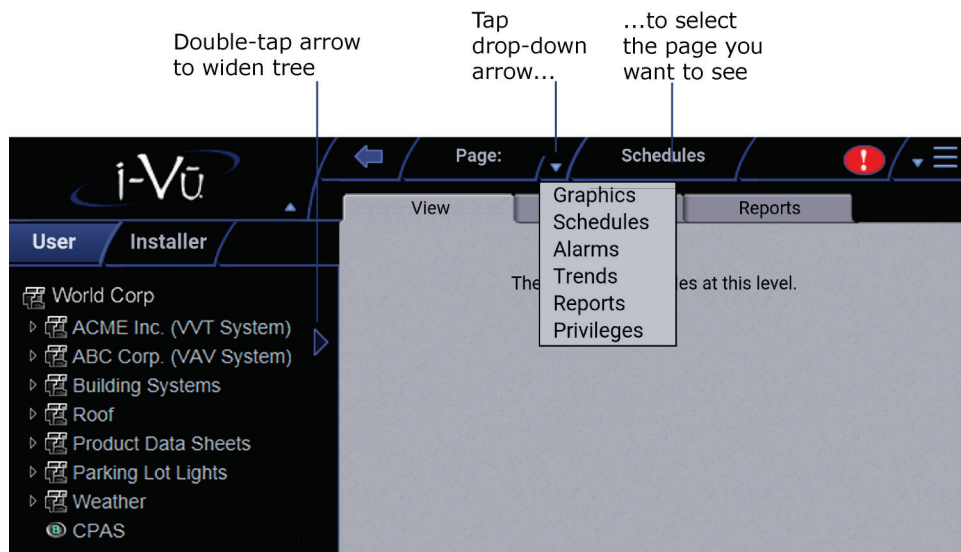 Double-tap arrow
to widen tree
Tap
drop-down
arrow...
...to select
the page you
want to see
i-Vū
Page:
Schedules
!
View
Reports
User
Installer
Graphics
Schedules
Alarms
Trends
Reports
Privileges
The
les at this level.
World Corp
ACME Inc. (VVT System)
ABC Corp. (VAV System)
Building Systems
Roof
Product Data Sheets
Parking Lot Lights
Weather
B CPAS